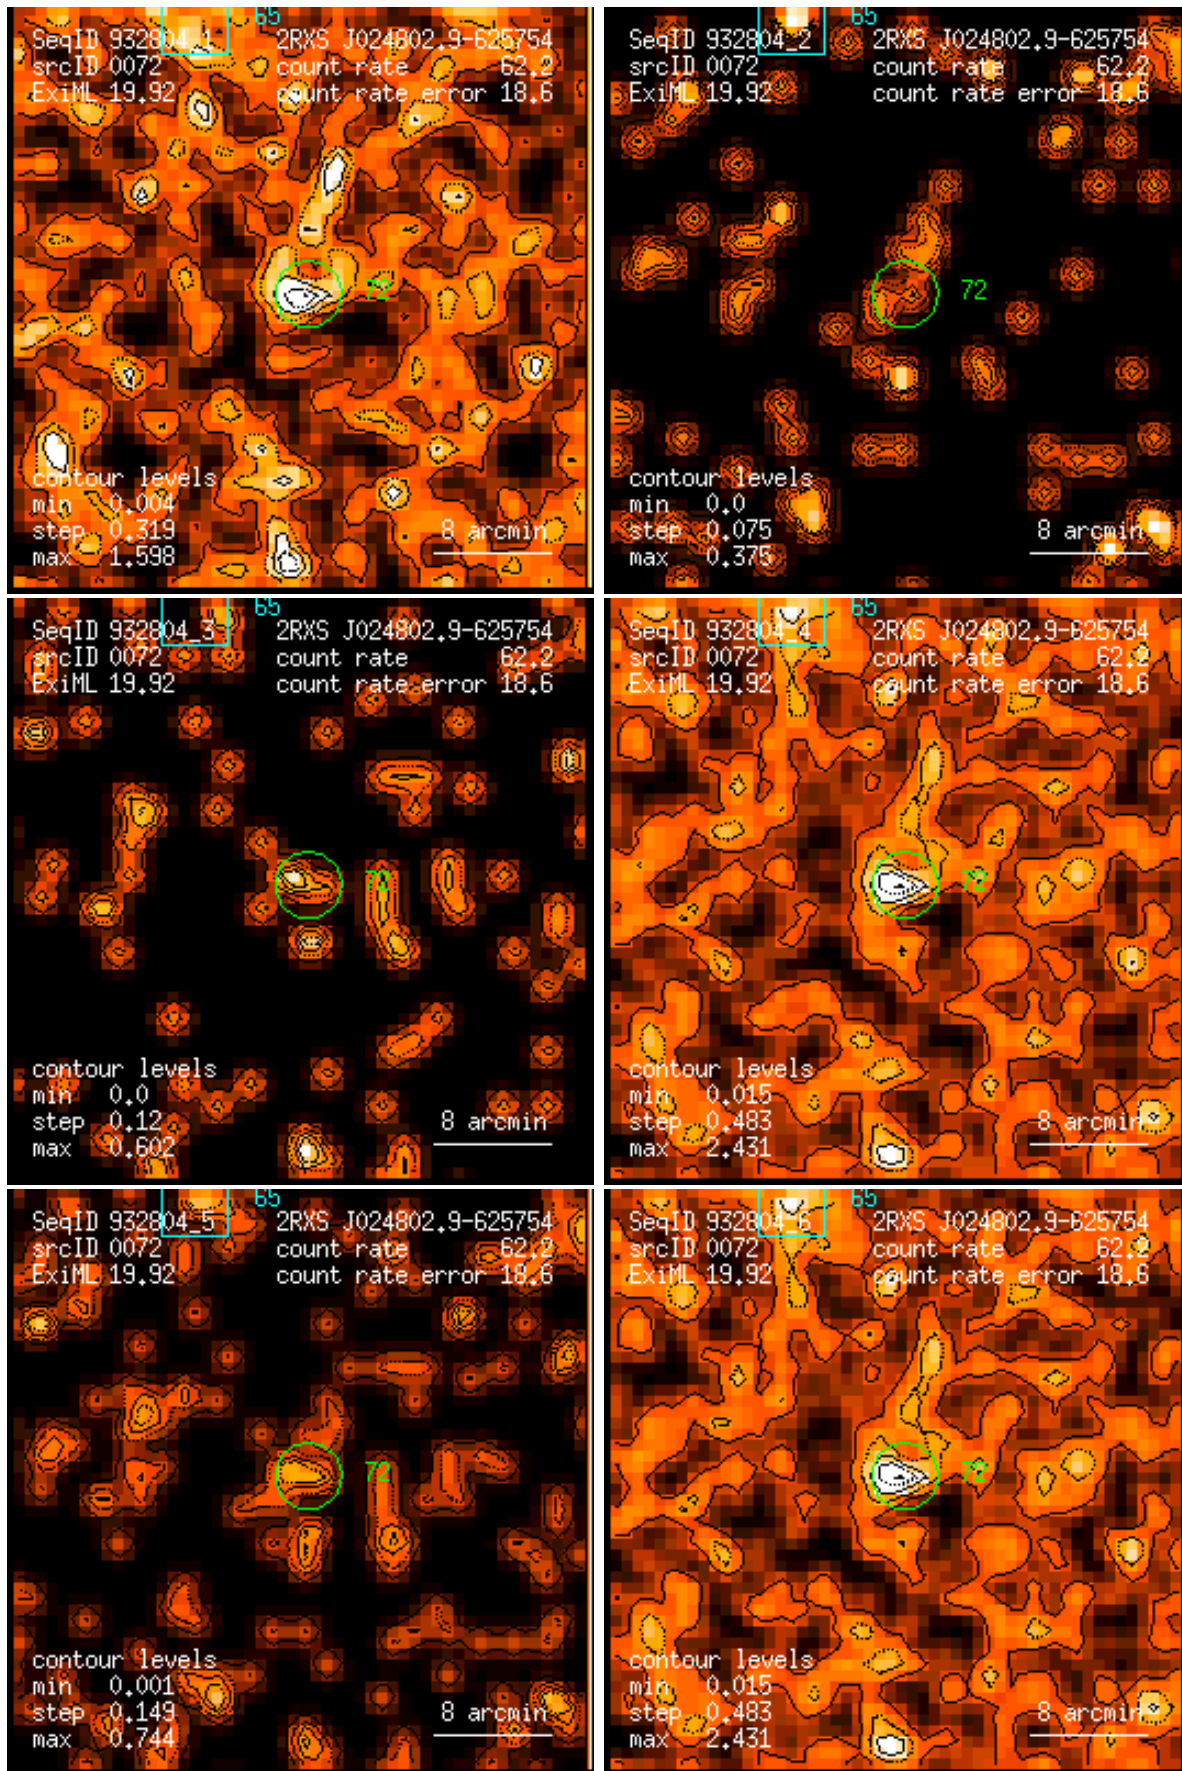 65
SeqID 932804_1 2RXS J024802.9-625754
srcID 0072 count rate 62.2
ExiML 19.92 count rate error 18.6
72
contour levels
min 0.004
step 0.319 8 arcmin
max 1.598
65
SeqID 932804_2 2RXS J024802.9-625754
srcID 0072 count rate 62.2
ExiML 19.92 count rate error 18.6
72
contour levels
min 0.0
step 0.075 8 arcmin
max 0.375
65
SeqID 932804_3 2RXS J024802.9-625754
srcID 0072 count rate 62.2
ExiML 19.92 count rate error 18.6
72
contour levels
min 0.0
step 0.12 8 arcmin
max 0.602
65
SeqID 932804_4 2RXS J024802.9-625754
srcID 0072 count rate 62.2
ExiML 19.92 count rate error 18.6
72
contour levels
min 0.015
step 0.483 8 arcmin
max 2.431
65
SeqID 932804_5 2RXS J024802.9-625754
srcID 0072 count rate 62.2
ExiML 19.92 count rate error 18.6
72
contour levels
min 0.001
step 0.149 8 arcmin
max 0.744
65
SeqID 932804_6 2RXS J024802.9-625754
srcID 0072 count rate 62.2
ExiML 19.92 count rate error 18.6
72
contour levels
min 0.015
step 0.483 8 arcmin
max 2.431